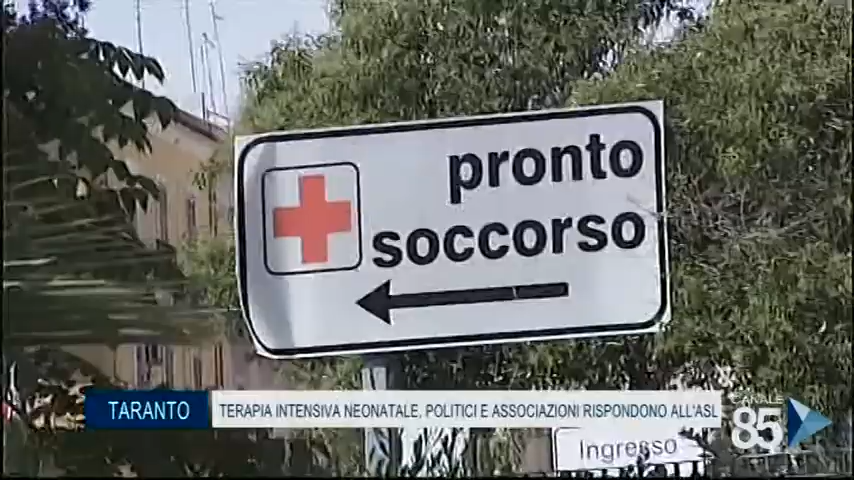 pronto
soccorso
TARANTO
TERAPIA INTENSIVA NEONATALE, POLITICI E ASSOCIAZIONI RISPONDONO ALL'ASL
CANALE
85
Ingresso